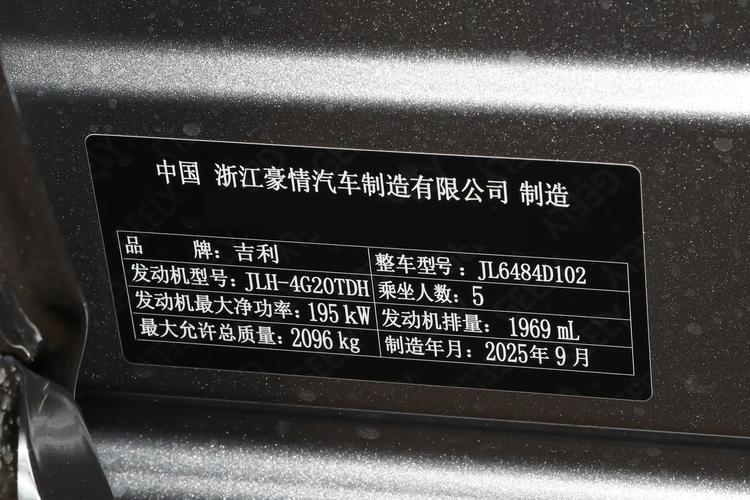 中国 浙江豪情汽车制造有限公司 制造
品 牌：吉利 整车型号：JL6484D102
发动机型号：JLH-4G20TDH 乘坐人数：5
发动机最大净功率：195 kW 发动机排量：1969 mL
最大允许总质量：2096 kg 制造年月：2025年9月